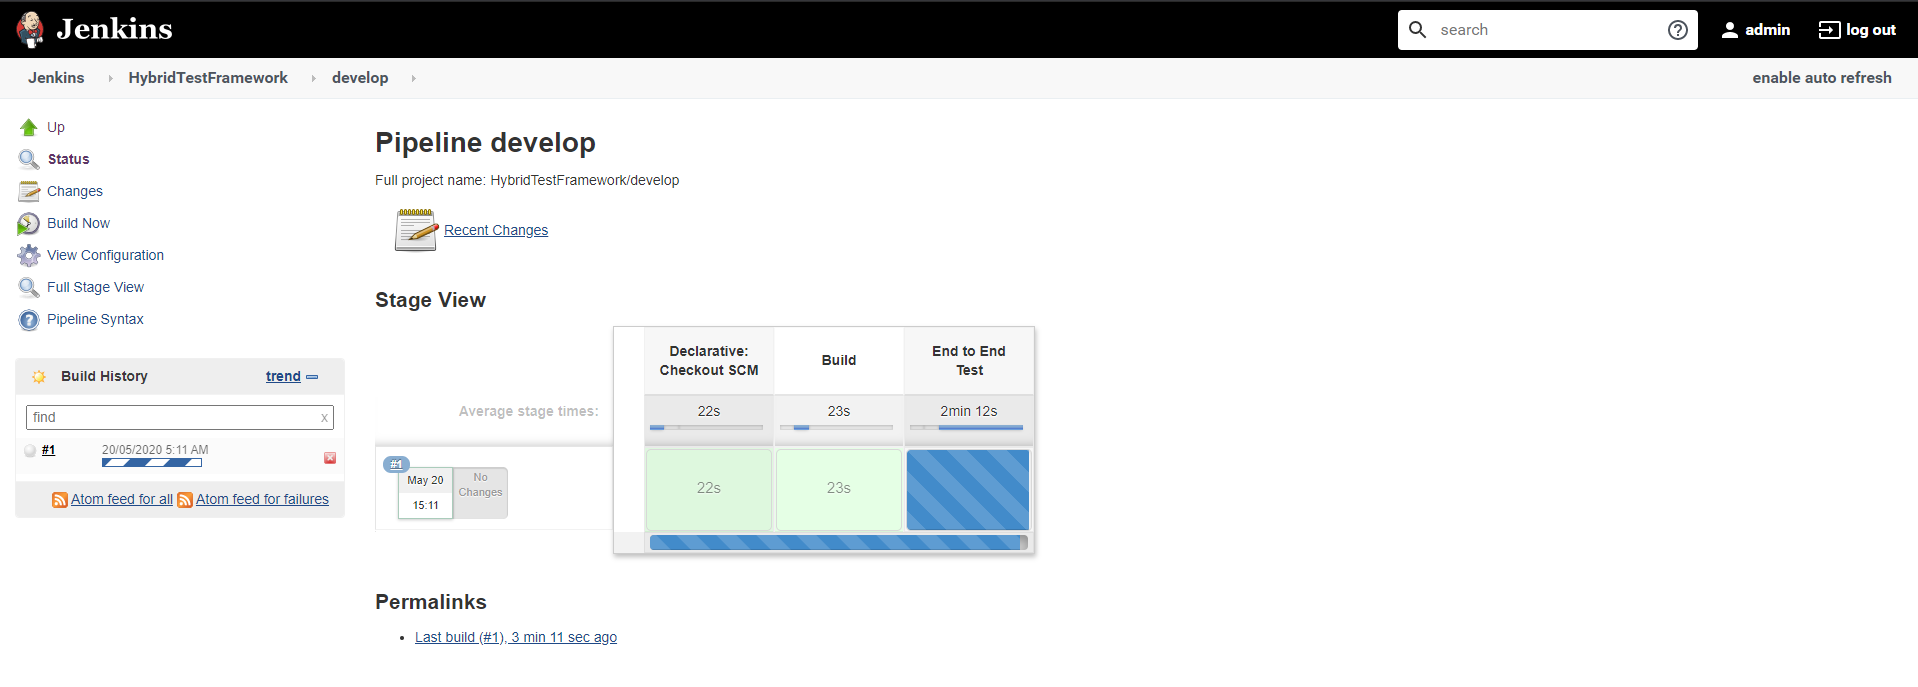 Jenkins
search
admin
log out
Jenkins
HybridTestFramework
develop
enable auto refresh
Up
Status
Changes
Build Now
View Configuration
Full Stage View
Pipeline Syntax
Build History
trend
find
x
#1
20/05/2020 5:11 AM
Atom feed for all
Atom feed for failures
Pipeline develop
Full project name: HybridTestFramework/develop
Recent Changes
Stage View
Declarative:
Checkout SCM
Build
End to End
Test
Average stage times:
22s
23s
2min 12s
#1
May 20
15:11
No
Changes
22s
23s
Permalinks
Last build (#1), 3 min 11 sec ago